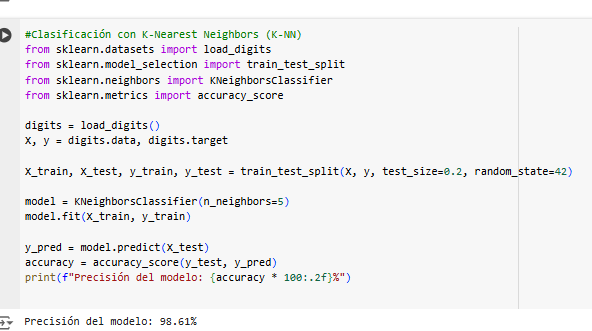 #Clasificación con K-Nearest Neighbors (K-NN)
from sklearn.datasets import load_digits
from sklearn.model_selection import train_test_split
from sklearn.neighbors import KNeighborsClassifier
from sklearn.metrics import accuracy_score
digits = load_digits()
X, y = digits.data, digits.target
X_train, X_test, y_train, y_test = train_test_split(X, y, test_size=0.2, random_state=42)
model = KNeighborsClassifier(n_neighbors=5)
model.fit(X_train, y_train)
y_pred = model.predict(X_test)
accuracy = accuracy_score(y_test, y_pred)
print(f"Precisión del modelo: {accuracy * 100:.2f}%")
Precisión del modelo: 98.61%